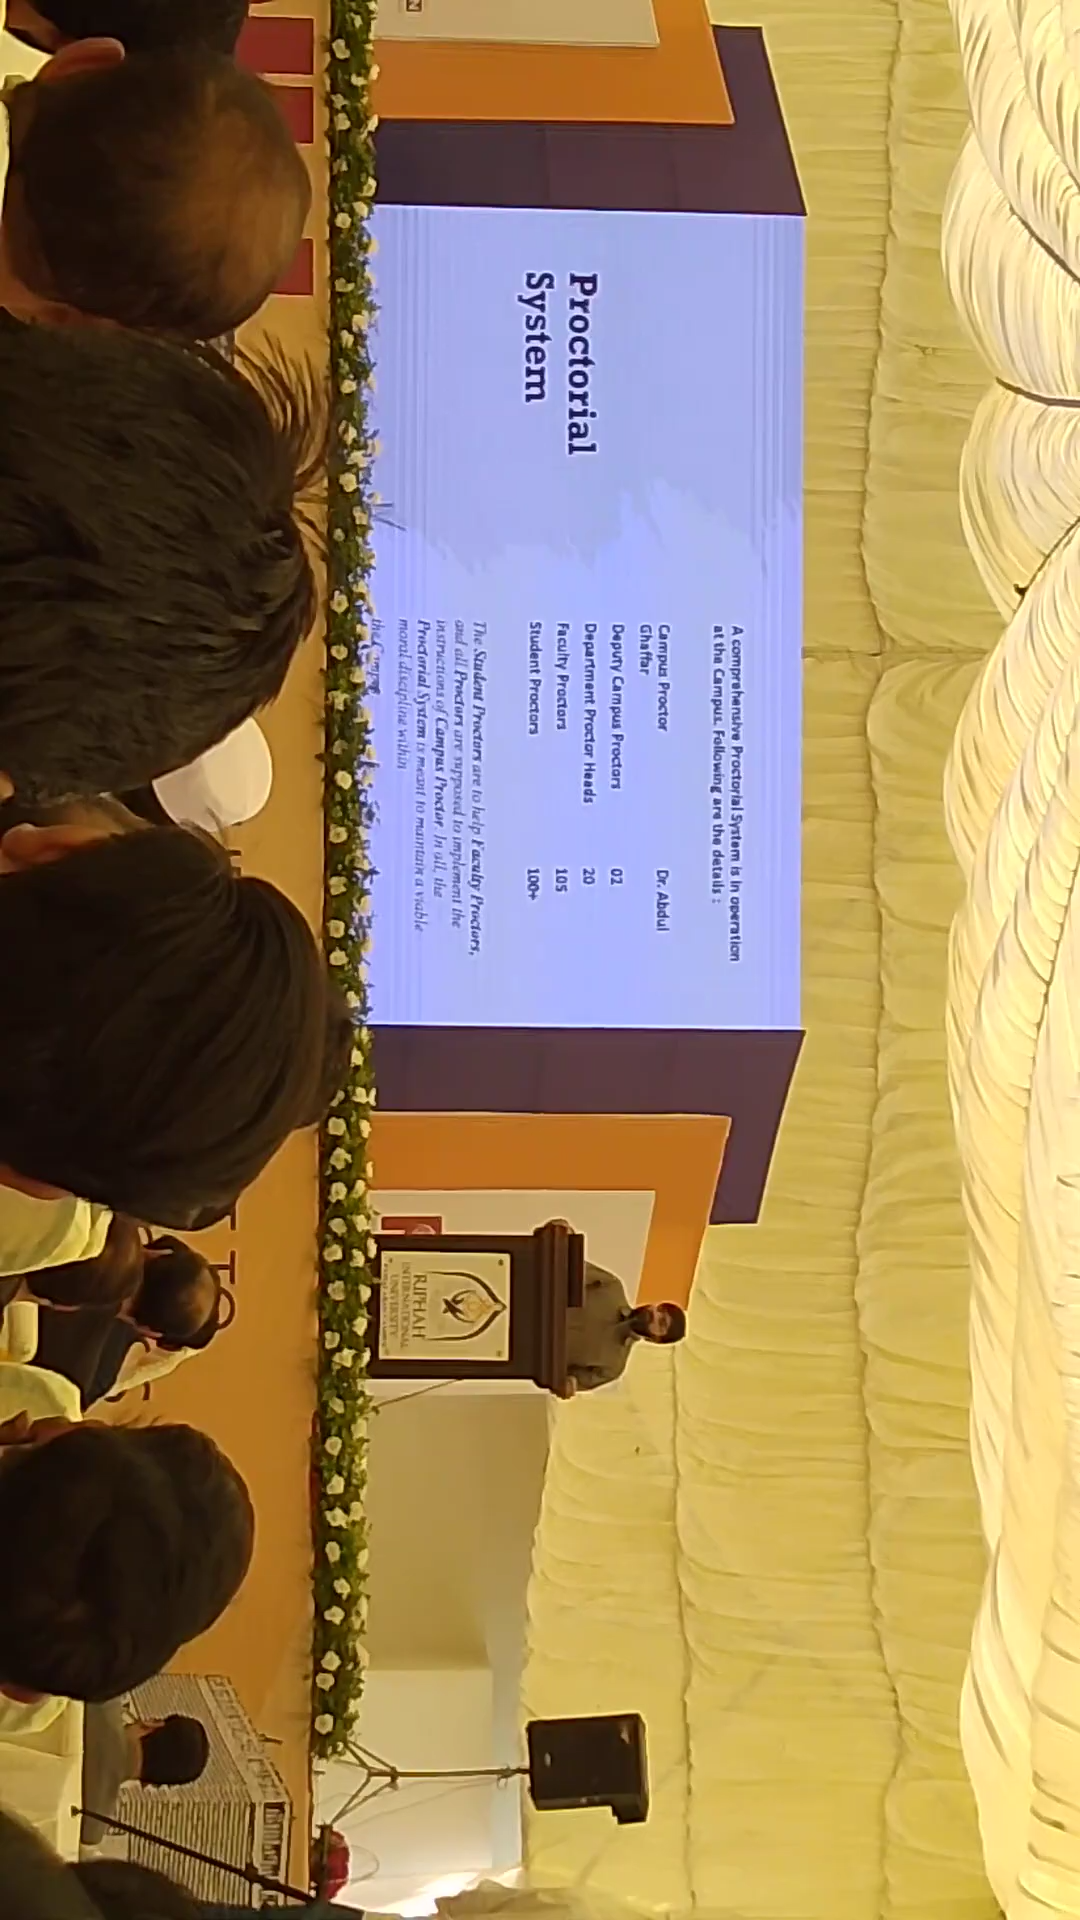 Proctorial
System
A comprehensive Proctorial System is in operation
at the Campus. Following are the details :
Campus Proctor Dr. Abdul
Ghaffar
Deputy Campus Proctors 02
Department Proctor Heads 20
Faculty Proctors 105
Student Proctors 100+
The Student Proctors are to help Faculty Proctors,
and all Proctors are supposed to implement the
instructions of Campus Proctor. In all, the
Proctorial System is meant to maintain a viable
moral discipline within
the Campus
RIPHAH
INTERNATIONAL
UNIVERSITY